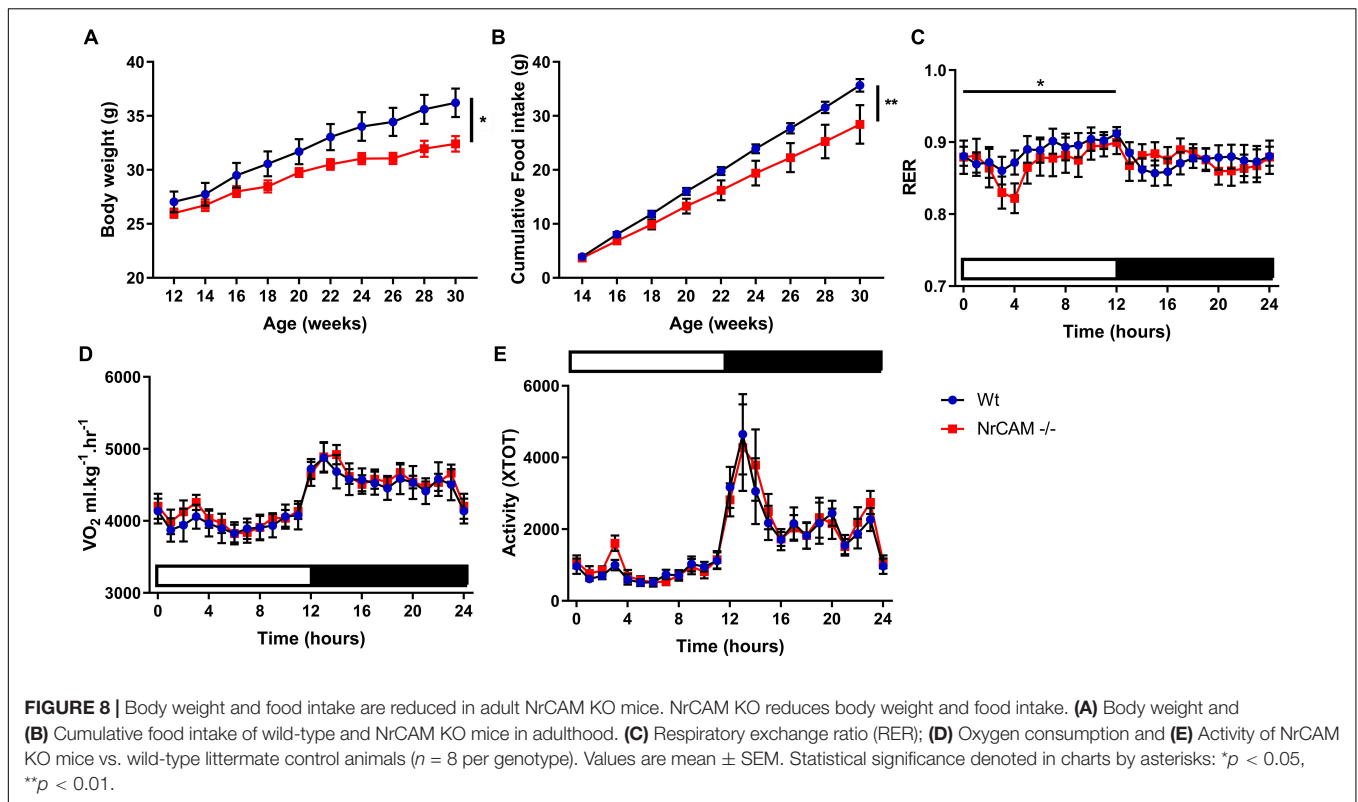 A
Body weight (g)
40
35
30
25
20
12 14 16 18 20 22 24 26 28 30
Age (weeks)
*
B
Cumulative Food intake (g)
40
30
20
10
0
14 16 18 20 22 24 26 28 30
Age (weeks)
**
C
RER
1.0
0.9
0.8
0.7
0 4 8 12 16 20 24
Time (hours)
*
D
VO2 ml.kg-1.hr-1
6000
5000
4000
3000
0 4 8 12 16 20 24
Time (hours)
E
Activity (XTOT)
6000
4000
2000
0
0 4 8 12 16 20 24
Time (hours)
Wt
NrCAM -/-
FIGURE 8 | Body weight and food intake are reduced in adult NrCAM KO mice. NrCAM KO reduces body weight and food intake. (A) Body weight and
(B) Cumulative food intake of wild-type and NrCAM KO mice in adulthood. (C) Respiratory exchange ratio (RER); (D) Oxygen consumption and (E) Activity of NrCAM
KO mice vs. wild-type littermate control animals (n = 8 per genotype). Values are mean ± SEM. Statistical significance denoted in charts by asterisks: *p < 0.05,
**p < 0.01.